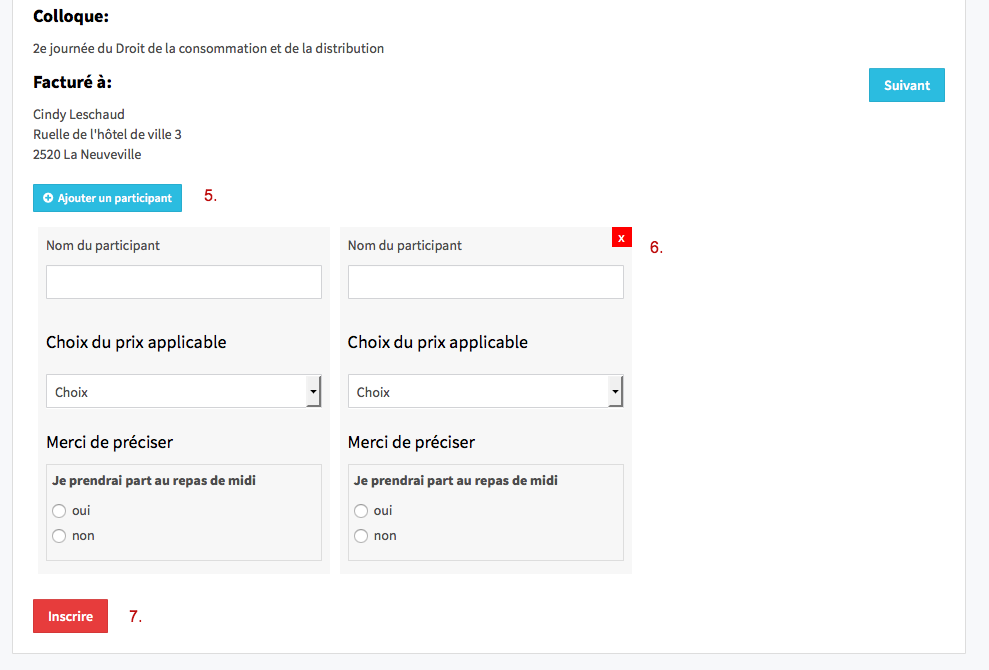 Colloque:
2e journée du Droit de la consommation et de la distribution
Facturé à:
Suivant
Cindy Leschaud
Ruelle de l'hôtel de ville 3
2520 La Neuveville
Ajouter un participant 5.
Nom du participant
x
6.
Choix du prix applicable
Choix
Merci de préciser
Je prendrai part au repas de midi
oui
non
Nom du participant
Choix du prix applicable
Choix
Merci de préciser
Je prendrai part au repas de midi
oui
non
Inscrire 7.